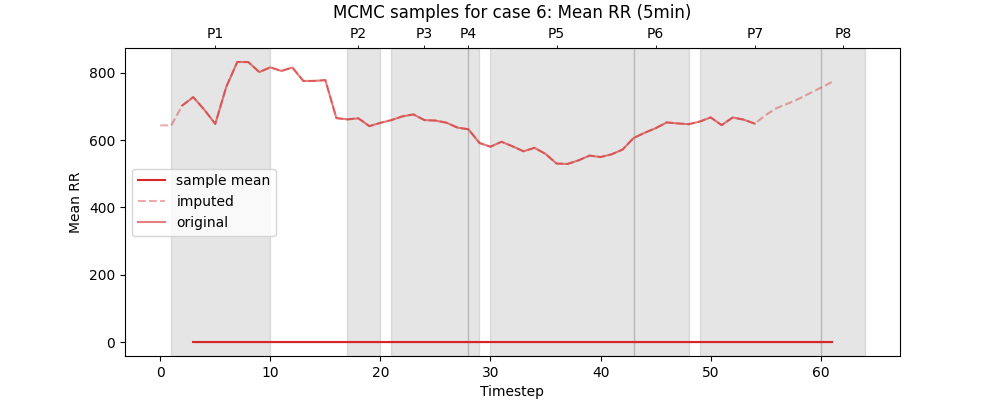 MCMC samples for case 6: Mean RR (5min)
P1 P2 P3 P4 P5 P6 P7 P8
800
600
400
200
0
Mean RR
sample mean
imputed
original
0 10 20 30 40 50 60
Timestep